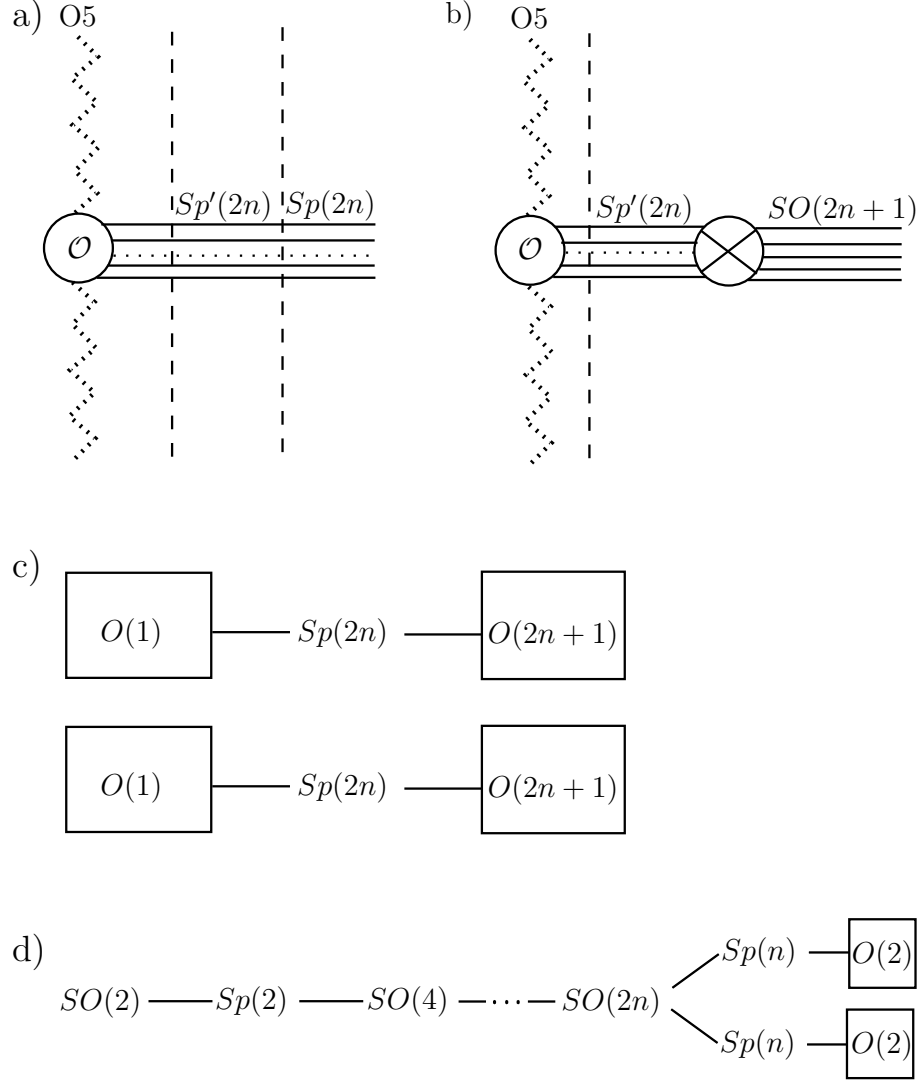 a)
O5
Sp′(2n)
Sp(2n)
𝒪
b)
O5
Sp′(2n)
SO(2n + 1)
𝒪
c)
O(1)
Sp(2n)
O(2n + 1)
O(1)
Sp(2n)
O(2n + 1)
d)
SO(2)
Sp(2)
SO(4)
...
SO(2n)
Sp(n)
O(2)
Sp(n)
O(2)